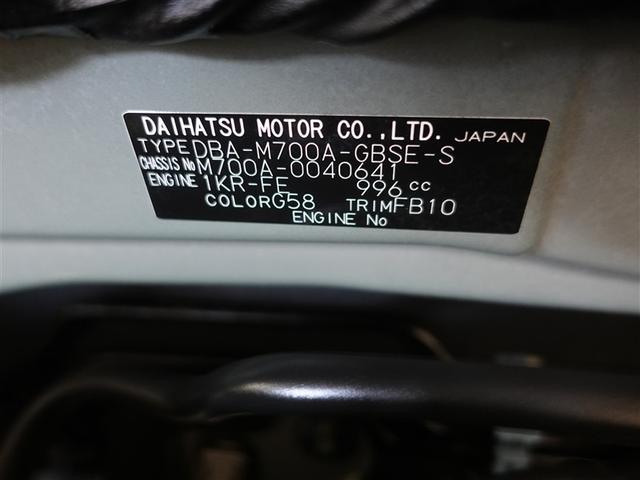 DAIHATSU MOTOR CO.,LTD. JAPAN
TYPE DBA-M700A-GBSE-S
CHASSIS No M700A-0040641
ENGINE 1KR-FE 996 cc
COLOR G58 TRIM FB10
ENGINE No